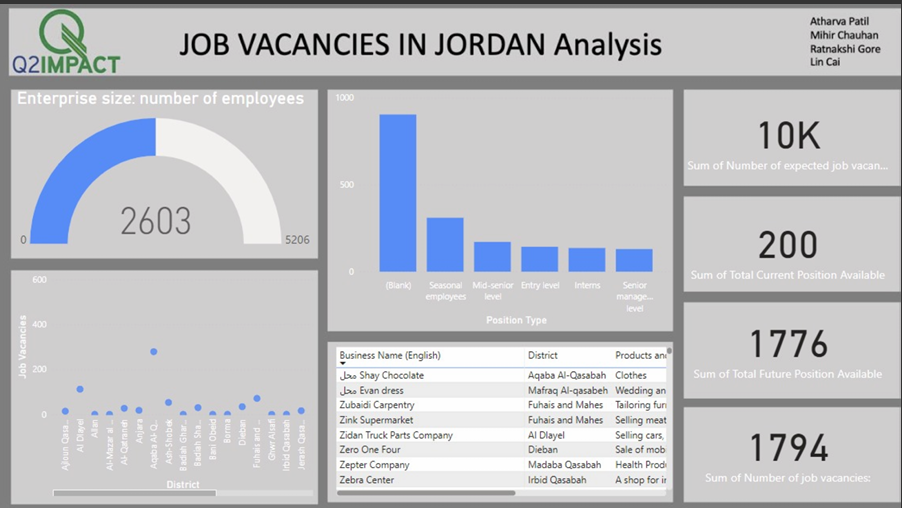 Q2IMPACT
JOB VACANCIES IN JORDAN Analysis
Atharva Patil
Mihir Chauhan
Ratnakshi Gore
Lin Cai
Enterprise size: number of employees
2603
0
5206
1000
500
0
(Blank)
Seasonal
employees
Mid-senior
level
Entry level
Interns
Senior
manage...
level
Position Type
10K
Sum of Number of expected job vacan...
200
Sum of Total Current Position Available
1776
Sum of Total Future Position Available
1794
Sum of Number of job vacancies:
600
400
200
0
Job Vacancies
Ajloun Qasa...
Al Dlayel
Allan
Al-Mazar al ...
Al-Qatraneh
Anjara
Aqaba Al-Q...
Ash-Shobek
Badiah Ghar...
Badiah Sha...
Bani Obeid
Borma
Dieban
Fuhais and ...
Ghwr Alsafi
Irbid Qasabah
Jerash Qasa...
District
Business Name (English) District Products and
محل Shay Chocolate Aqaba Al-Qasabah Clothes
محل Evan dress Mafraq Al-qasabeh Wedding an
Zubaidi Carpentry Fuhais and Mahes Tailoring fur
Zink Supermarket Fuhais and Mahes Selling meat
Zidan Truck Parts Company Al Dlayel Selling cars,
Zero One Four Dieban Sale of mob
Zepter Company Madaba Qasabah Health Prod
Zebra Center Irbid Qasabah A shop for ir